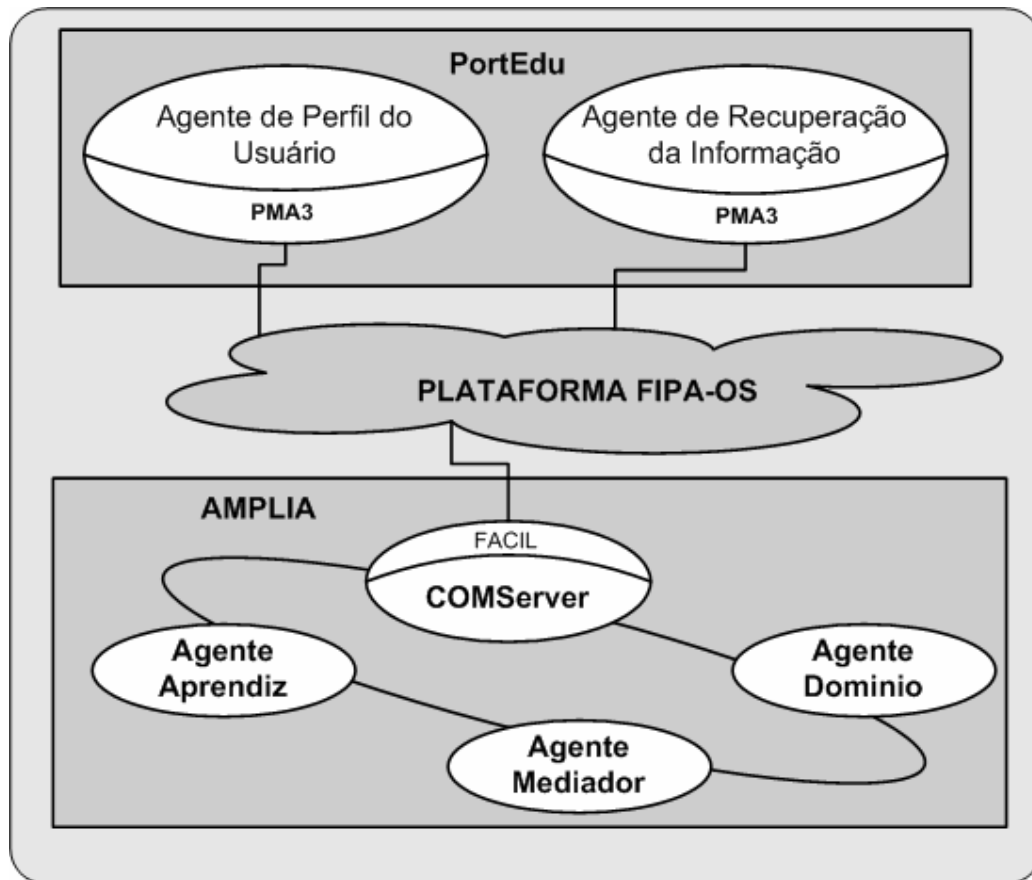 PortEdu
Agente de Perfil do
Usuário
PMA3
Agente de Recuperação
da Informação
PMA3
PLATAFORMA FIPA-OS
AMPLIA
FACIL
COMServer
Agente
Aprendiz
Agente
Dominio
Agente
Mediador